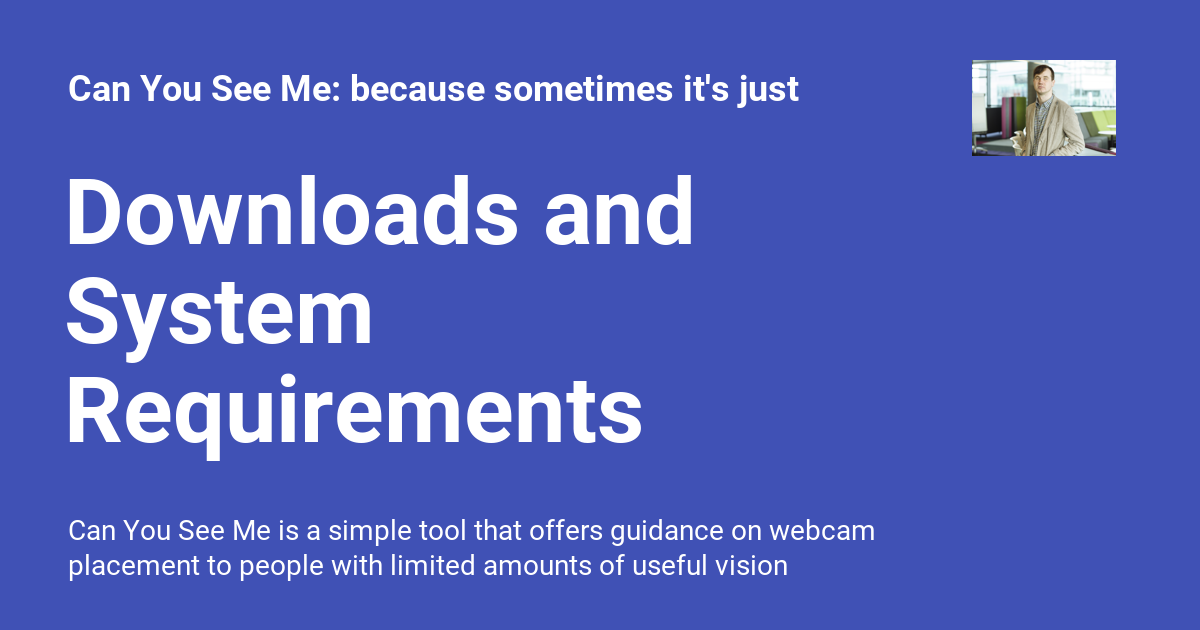 Can You See Me: because sometimes it's just
Downloads and
System
Requirements
Can You See Me is a simple tool that offers guidance on webcam
placement to people with limited amounts of useful vision